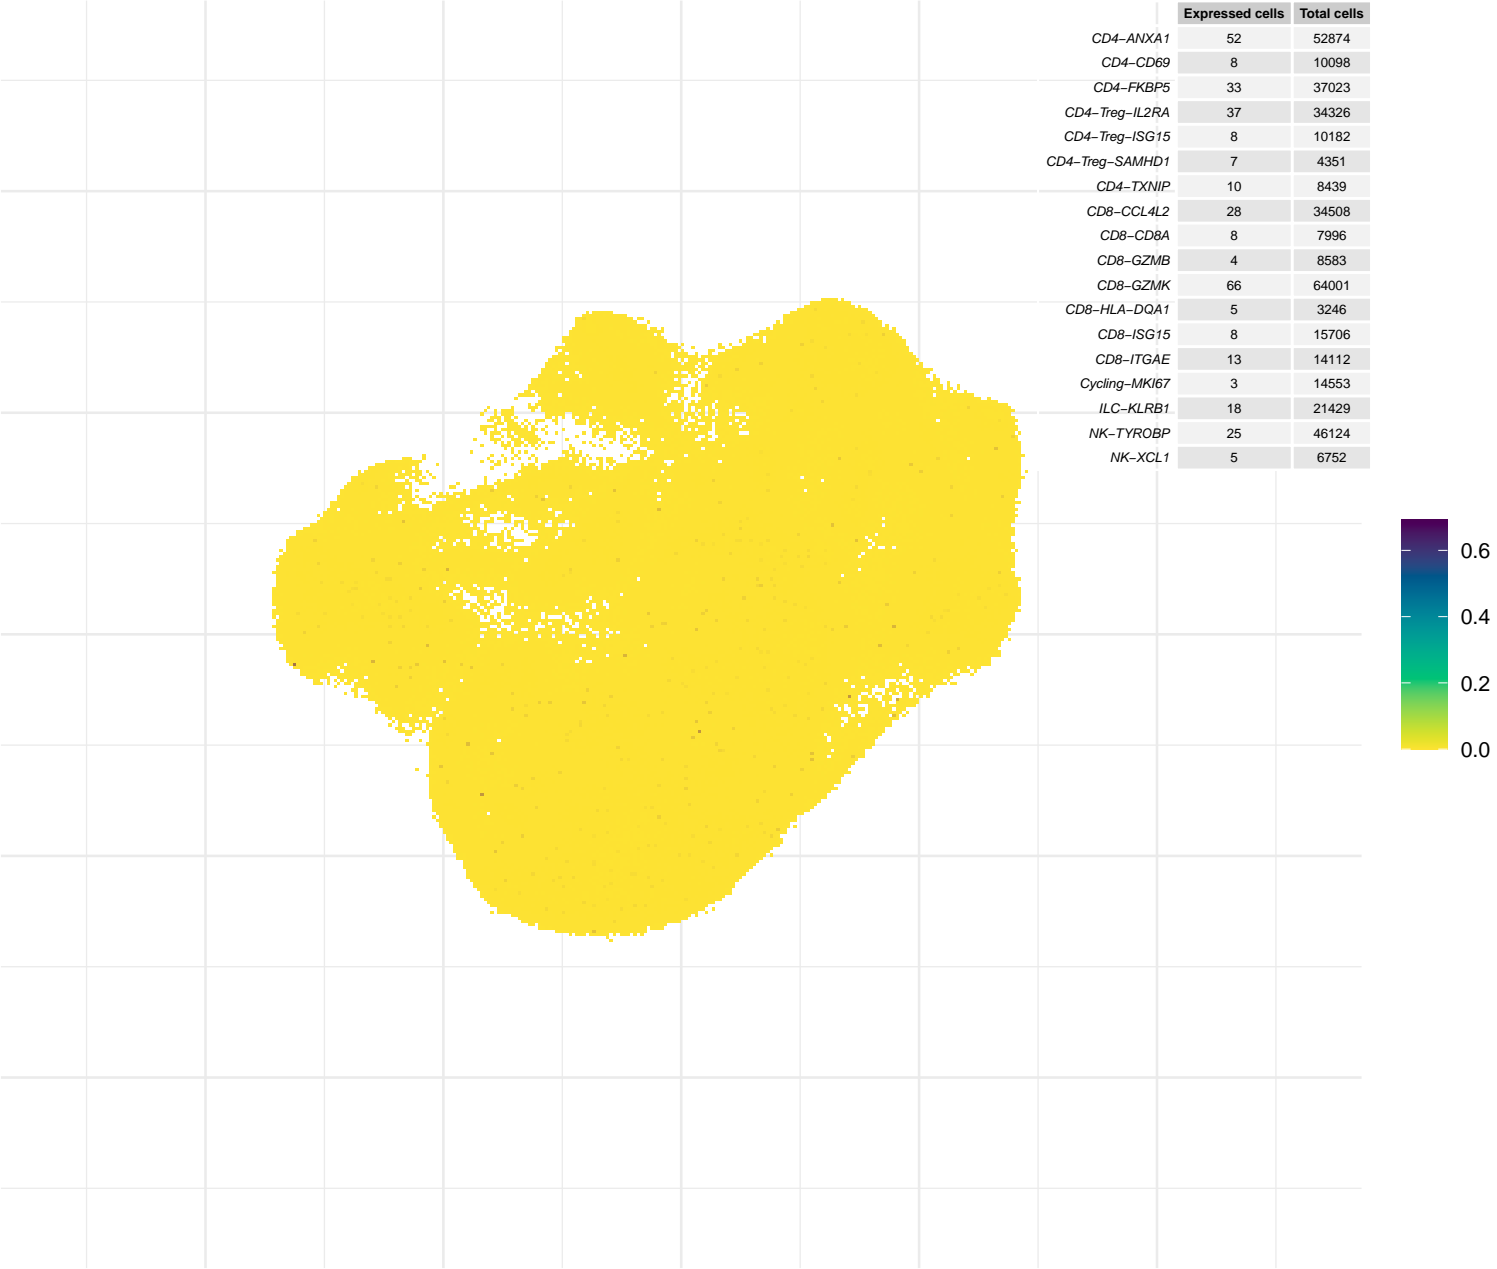 Expressed cells Total cells
CD4−ANXA1 52 52874
CD4−CD69 8 10098
CD4−FKBP5 33 37023
CD4−Treg−IL2RA 37 34326
CD4−Treg−ISG15 8 10182
CD4−Treg−SAMHD1 7 4351
CD4−TXNIP 10 8439
CD8−CCL4L2 28 34508
CD8−CD8A 8 7996
CD8−GZMB 4 8583
CD8−GZMK 66 64001
CD8−HLA−DQA1 5 3246
CD8−ISG15 8 15706
CD8−ITGAE 13 14112
Cycling−MKI67 3 14553
ILC−KLRB1 18 21429
NK−TYROBP 25 46124
NK−XCL1 5 6752
0.6
0.4
0.2
0.0